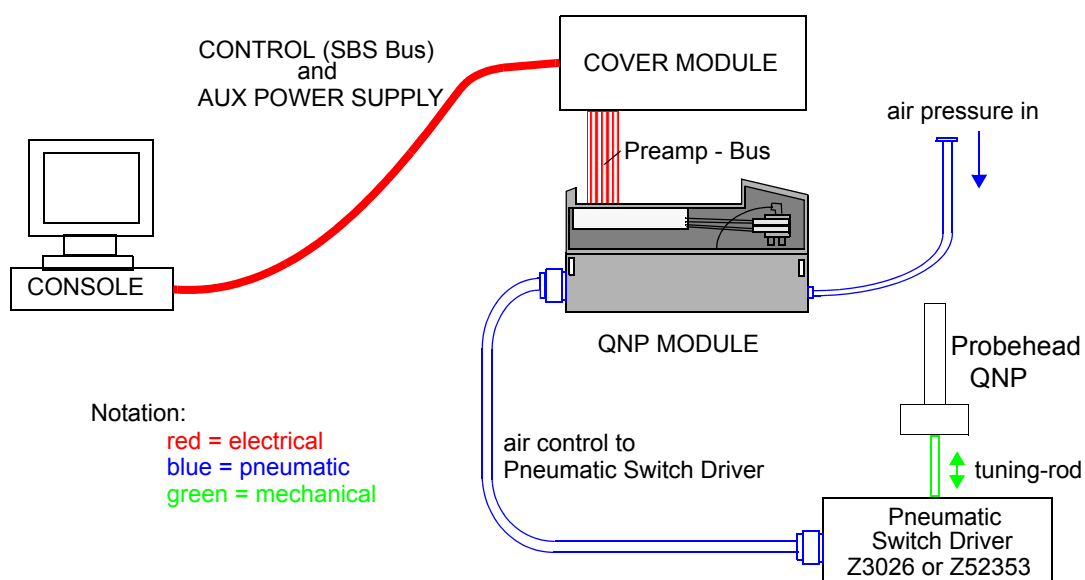 CONTROL (SBS Bus)
and
AUX POWER SUPPLY
COVER MODULE
air pressure in
Preamp - Bus
CONSOLE
QNP MODULE
Probehead
QNP
Notation:
red = electrical
blue = pneumatic
green = mechanical
air control to
Pneumatic Switch Driver
tuning-rod
Pneumatic
Switch Driver
Z3026 or Z52353